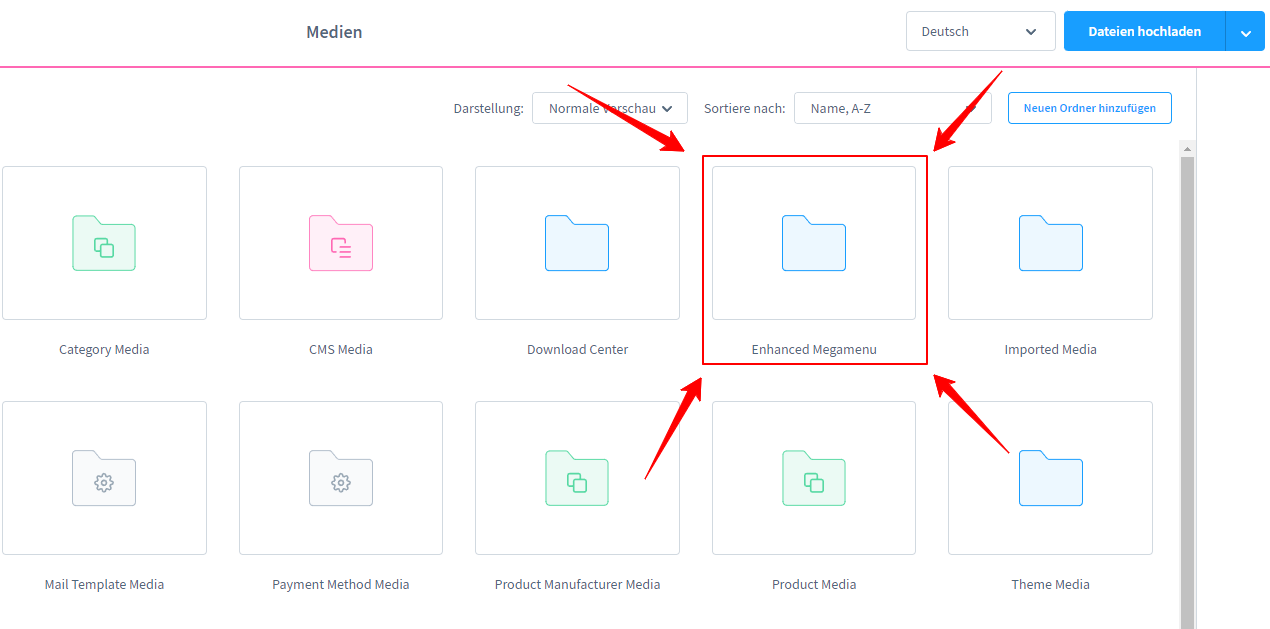 Medien
Deutsch
Dateien hochladen
Darstellung: Normale Vorschau Sortiere nach: Name, A-Z Neuen Ordner hinzufügen
Category Media
CMS Media
Download Center
Enhanced Megamenu
Imported Media
Mail Template Media
Payment Method Media
Product Manufacturer Media
Product Media
Theme Media